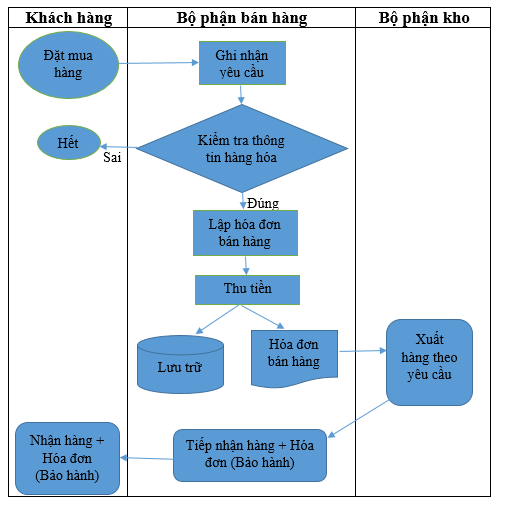 Khách hàng
Bộ phận bán hàng
Bộ phận kho
Đặt mua
hàng
Ghi nhận
yêu cầu
Kiểm tra thông
tin hàng hóa
Hết
Sai
Đúng
Lập hóa đơn
bán hàng
Thu tiền
Lưu trữ
Hóa đơn
bán hàng
Xuất
hàng theo
yêu cầu
Tiếp nhận hàng + Hóa
đơn (Bảo hành)
Nhận hàng +
Hóa đơn
(Bảo hành)